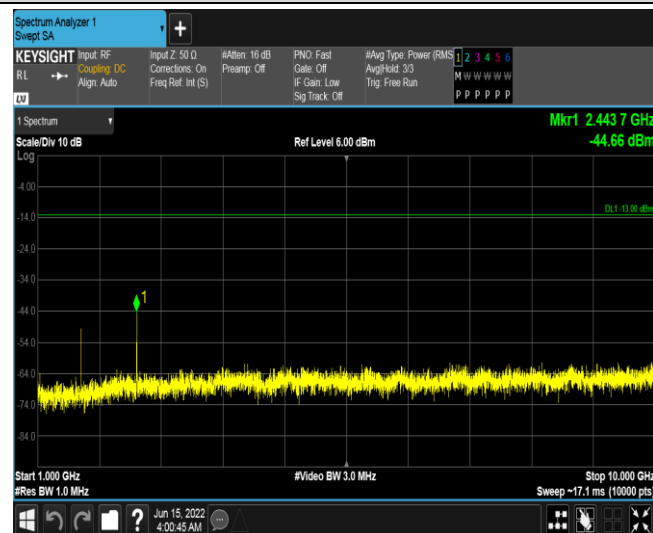 Spectrum Analyzer 1
Swept SA
+
KEYSIGHT
RL
LXI
Input: RF
Coupling: DC
Align: Auto
Input Z: 50 Ω
Corrections: On
Freq Ref: Int (S)
#Atten: 16 dB
Preamp: Off
PNO: Fast
Gate: Off
IF Gain: Low
Sig Track: Off
#Avg Type: Power (RMS
Avg|Hold: 3/3
Trig: Free Run
1 2 3 4 5 6
M W W W W W
P P P P P P
1 Spectrum
Scale/Div 10 dB
Log
Ref Level 6.00 dBm
Mkr1 2.443 7 GHz
-44.66 dBm
-4.00
DL1 -13.00 dBm
-14.0
-24.0
-34.0
1
-44.0
-54.0
-64.0
-74.0
-84.0
Start 1.000 GHz
#Res BW 1.0 MHz
#Video BW 3.0 MHz
Stop 10.000 GHz
Sweep ~17.1 ms (10000 pts)
?
Jun 15, 2022
4:00:45 AM